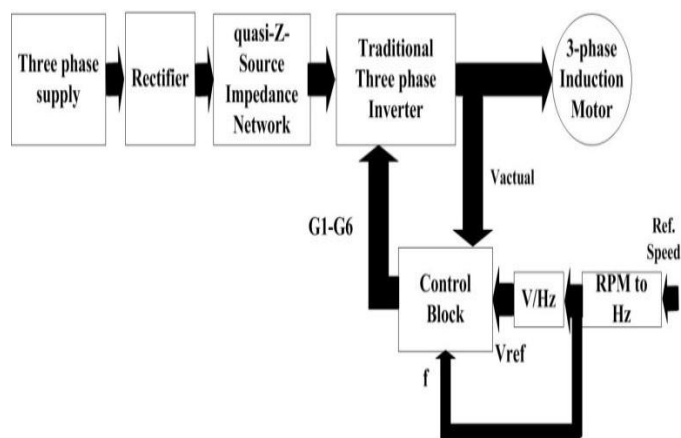 Three phase
supply
Rectifier
quasi-Z-
Source
Impedance
Network
Traditional
Three phase
Inverter
3-phase
Induction
Motor
Vactual
G1-G6
Ref.
Speed
Control
Block
V/Hz
RPM to
Hz
Vref
f